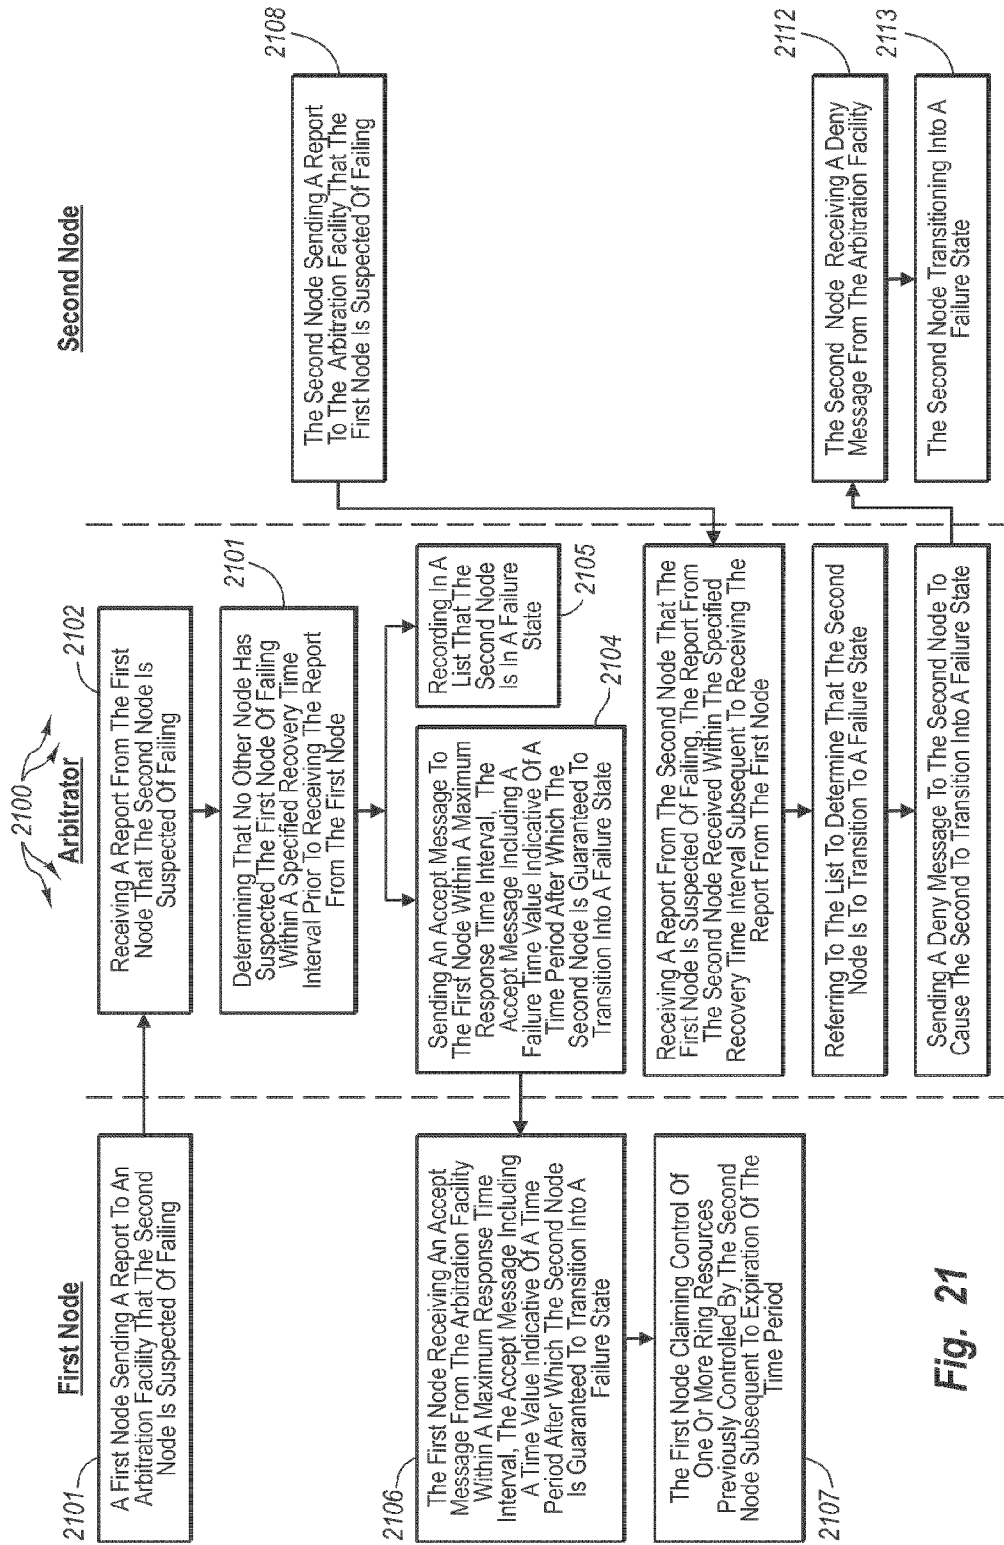 2100
First Node
Arbitrator
Second Node
2101
A First Node Sending A Report To An
Arbitration Facility That The Second
Node Is Suspected Of Failing
2102
Receiving A Report From The First
Node That The Second Node Is
Suspected Of Failing
2101
Determining That No Other Node Has
Suspected The First Node Of Failing
Within A Specified Recovery Time
Interval Prior To Receiving The Report
From The First Node
2104
Sending An Accept Message To
The First Node Within A Maximum
Response Time Interval, The
Accept Message Including A
Failure Time Value Indicative Of A
Time Period After Which The
Second Node Is Guaranteed To
Transition Into A Failure State
2105
Recording In A
List That The
Second Node
Is In A Failure
State
2106
The First Node Receiving An Accept
Message From The Arbitration Facility
Within A Maximum Response Time
Interval, The Accept Message Including
A Time Value Indicative Of A Time
Period After Which The Second Node
Is Guaranteed To Transition Into A
Failure State
2107
The First Node Claiming Control Of
One Or More Ring Resources
Previously Controlled By The Second
Node Subsequent To Expiration Of The
Time Period
2108
The Second Node Sending A Report
To The Arbitration Facility That The
First Node Is Suspected Of Failing
Receiving A Report From The Second Node That The
First Node Is Suspected Of Failing, The Report From
The Second Node Received Within The Specified
Recovery Time Interval Subsequent To Receiving The
Report From The First Node
Referring To The List To Determine That The Second
Node Is To Transition To A Failure State
Sending A Deny Message To The Second Node To
Cause The Second To Transition Into A Failure State
2112
The Second Node Receiving A Deny
Message From The Arbitration Facility
2113
The Second Node Transitioning Into A
Failure State
Fig. 21